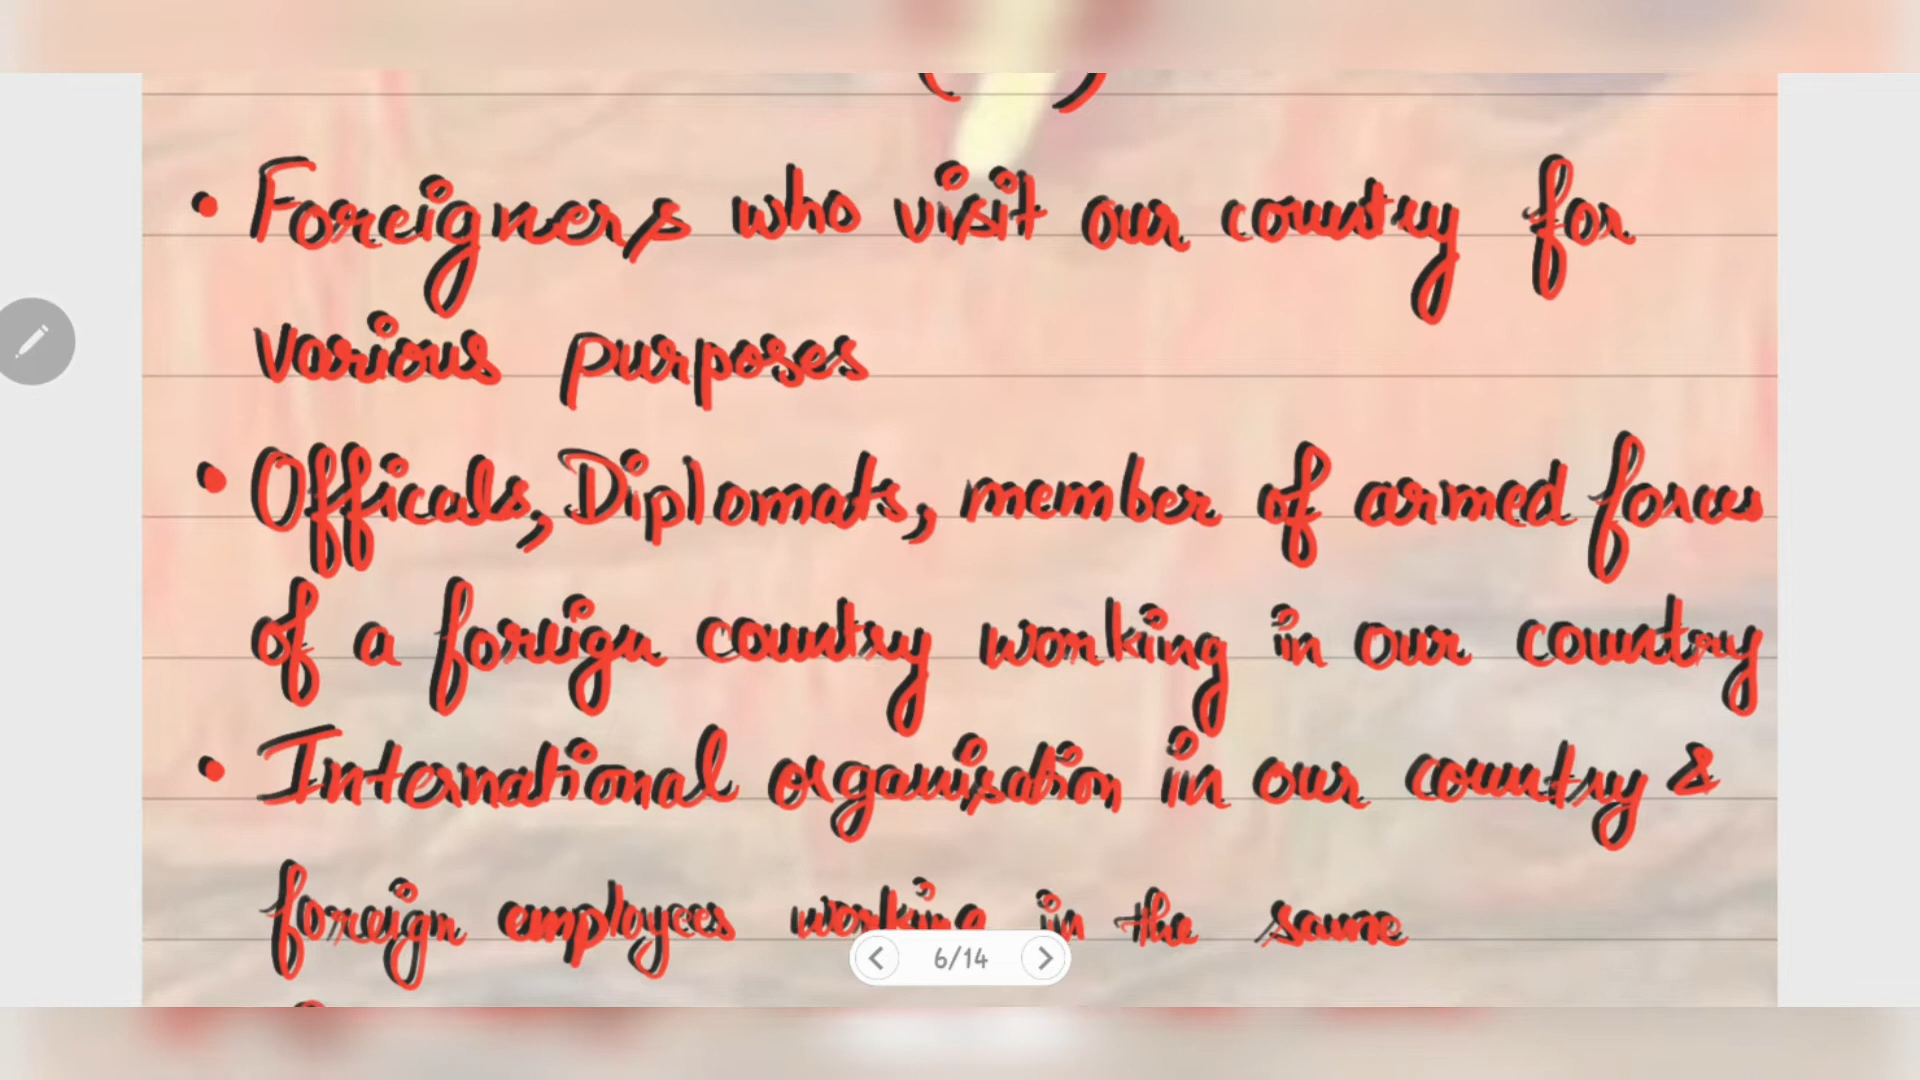 • Foreigners who visit our country for
various purposes
• Officals, Diplomats, member of armed forces
of a foreign country working in our country
• International organisation in our country &
foreign employees working in the same
6/14